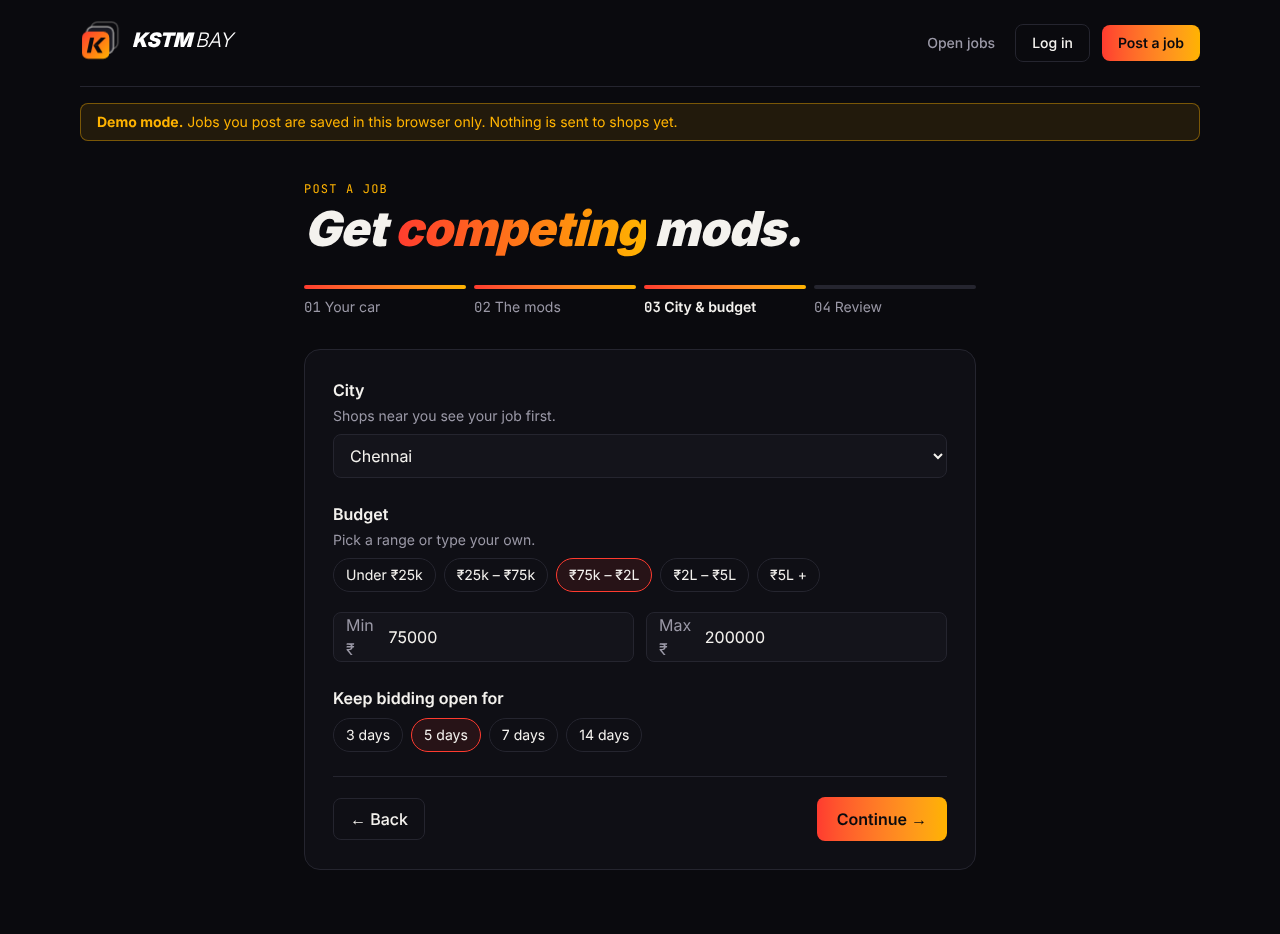 K KSTM BAY
Open jobs
Log in
Post a job
Demo mode. Jobs you post are saved in this browser only. Nothing is sent to shops yet.
POST A JOB
Get competing mods.
01 Your car
02 The mods
03 City & budget
04 Review
City
Shops near you see your job first.
Chennai
Budget
Pick a range or type your own.
Under ₹25k
₹25k – ₹75k
₹75k – ₹2L
₹2L – ₹5L
₹5L +
Min ₹
75000
Max ₹
200000
Keep bidding open for
3 days
5 days
7 days
14 days
← Back
Continue →